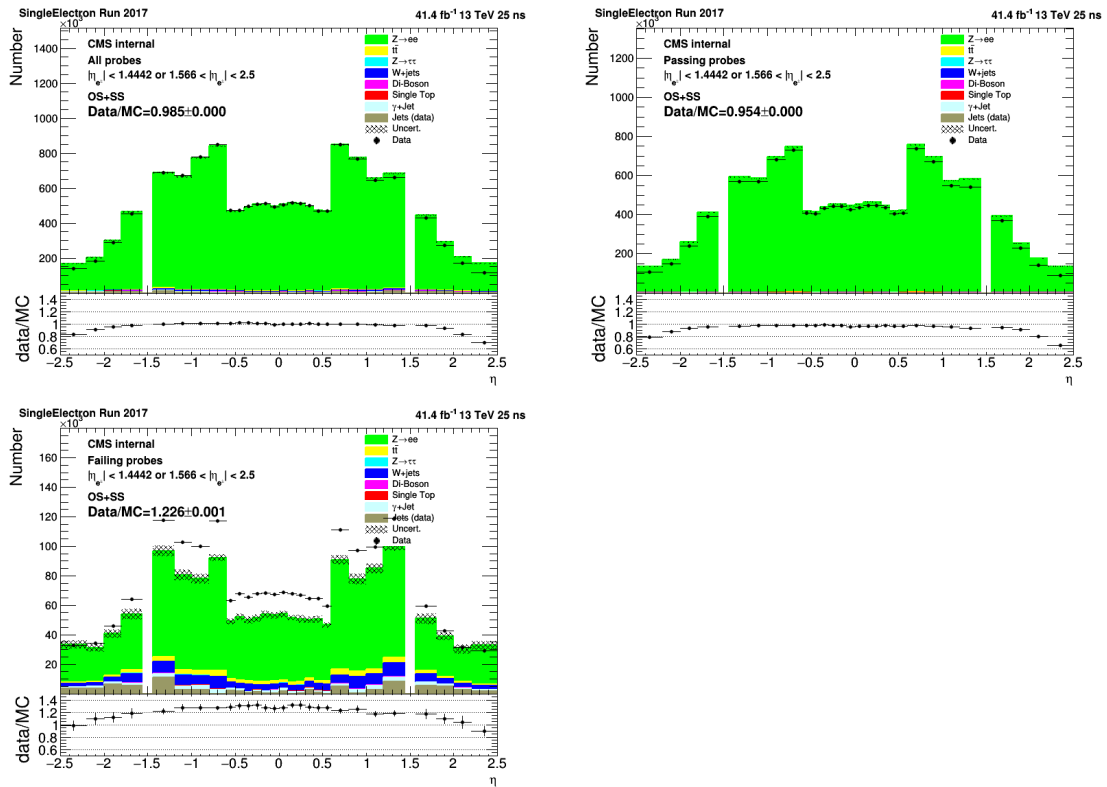 SingleElectron Run 2017
41.4 fb⁻¹ 13 TeV 25 ns
×10³
Number
CMS internal
All probes
|ηe| < 1.4442 or 1.566 < |ηe| < 2.5
OS+SS
Data/MC=0.985±0.000
Z→ee
tt̄
Z→ττ
W+jets
Di-Boson
Single Top
γ+Jet
Jets (data)
Uncert.
Data
1400
1200
1000
800
600
400
200
data/MC
1.4
1.2
1
0.8
0.6
−2.5 −2 −1.5 −1 −0.5 0 0.5 1 1.5 2 2.5
η
SingleElectron Run 2017
41.4 fb⁻¹ 13 TeV 25 ns
×10³
Number
CMS internal
Passing probes
|ηe| < 1.4442 or 1.566 < |ηe| < 2.5
OS+SS
Data/MC=0.954±0.000
Z→ee
tt̄
Z→ττ
W+jets
Di-Boson
Single Top
γ+Jet
Jets (data)
Uncert.
Data
1200
1000
800
600
400
200
data/MC
1.4
1.2
1
0.8
0.6
−2.5 −2 −1.5 −1 −0.5 0 0.5 1 1.5 2 2.5
η
SingleElectron Run 2017
41.4 fb⁻¹ 13 TeV 25 ns
×10³
Number
CMS internal
Failing probes
|ηe| < 1.4442 or 1.566 < |ηe| < 2.5
OS+SS
Data/MC=1.226±0.001
Z→ee
tt̄
Z→ττ
W+jets
Di-Boson
Single Top
γ+Jet
Jets (data)
Uncert.
Data
160
140
120
100
80
60
40
20
data/MC
1.4
1.2
1
0.8
0.6
−2.5 −2 −1.5 −1 −0.5 0 0.5 1 1.5 2 2.5
η